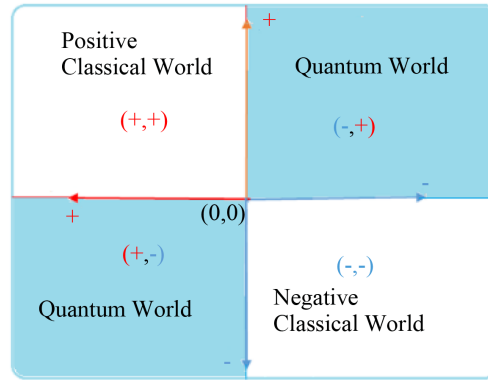 +
Positive
Classical World
Quantum World
(+,+)
(-,+)
-
+
(0,0)
(+,-)
(-,-)
Quantum World
Negative
Classical World
-